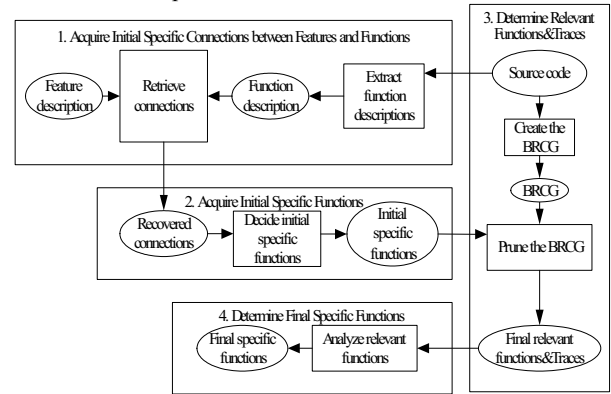 1. Acquire Initial Specific Connections between Features and Functions
Feature
description
Retrieve
connections
Function
description
Extract
function
descriptions
3. Determine Relevant
Functions&Traces
Source code
Create the
BRCG
BRCG
Prune the BRCG
Final relevant
functions&Traces
2. Acquire Initial Specific Functions
Recovered
connections
Decide initial
specific
functions
Initial
specific
functions
4. Determine Final Specific Functions
Final specific
functions
Analyze relevant
functions